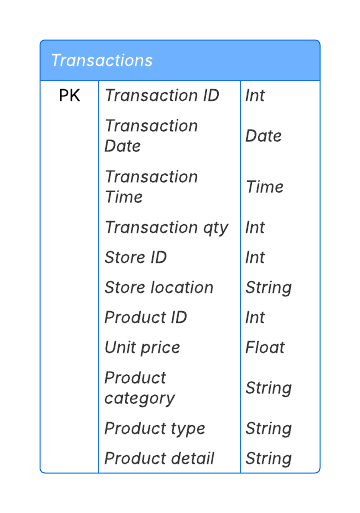 Transactions
PK Transaction ID Int
Transaction
Date Date
Transaction
Time Time
Transaction qty Int
Store ID Int
Store location String
Product ID Int
Unit price Float
Product
category String
Product type String
Product detail String